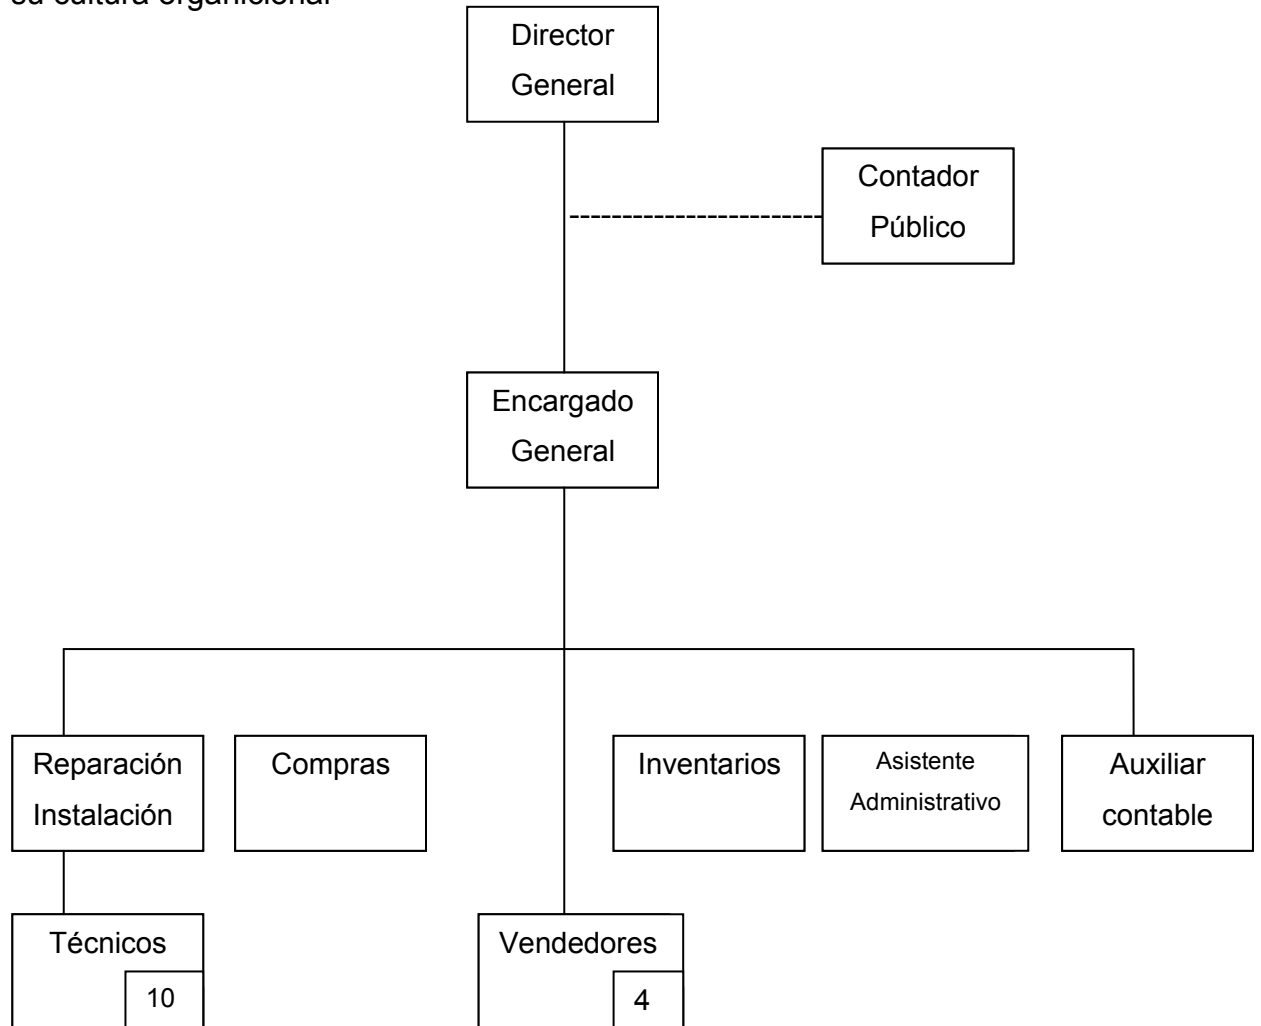 su cultura organicional
Director
General
Contador
Público
Encargado
General
Reparación
Instalación
Compras
Inventarios
Asistente
Administrativo
Auxiliar
contable
Técnicos
10
Vendedores
4